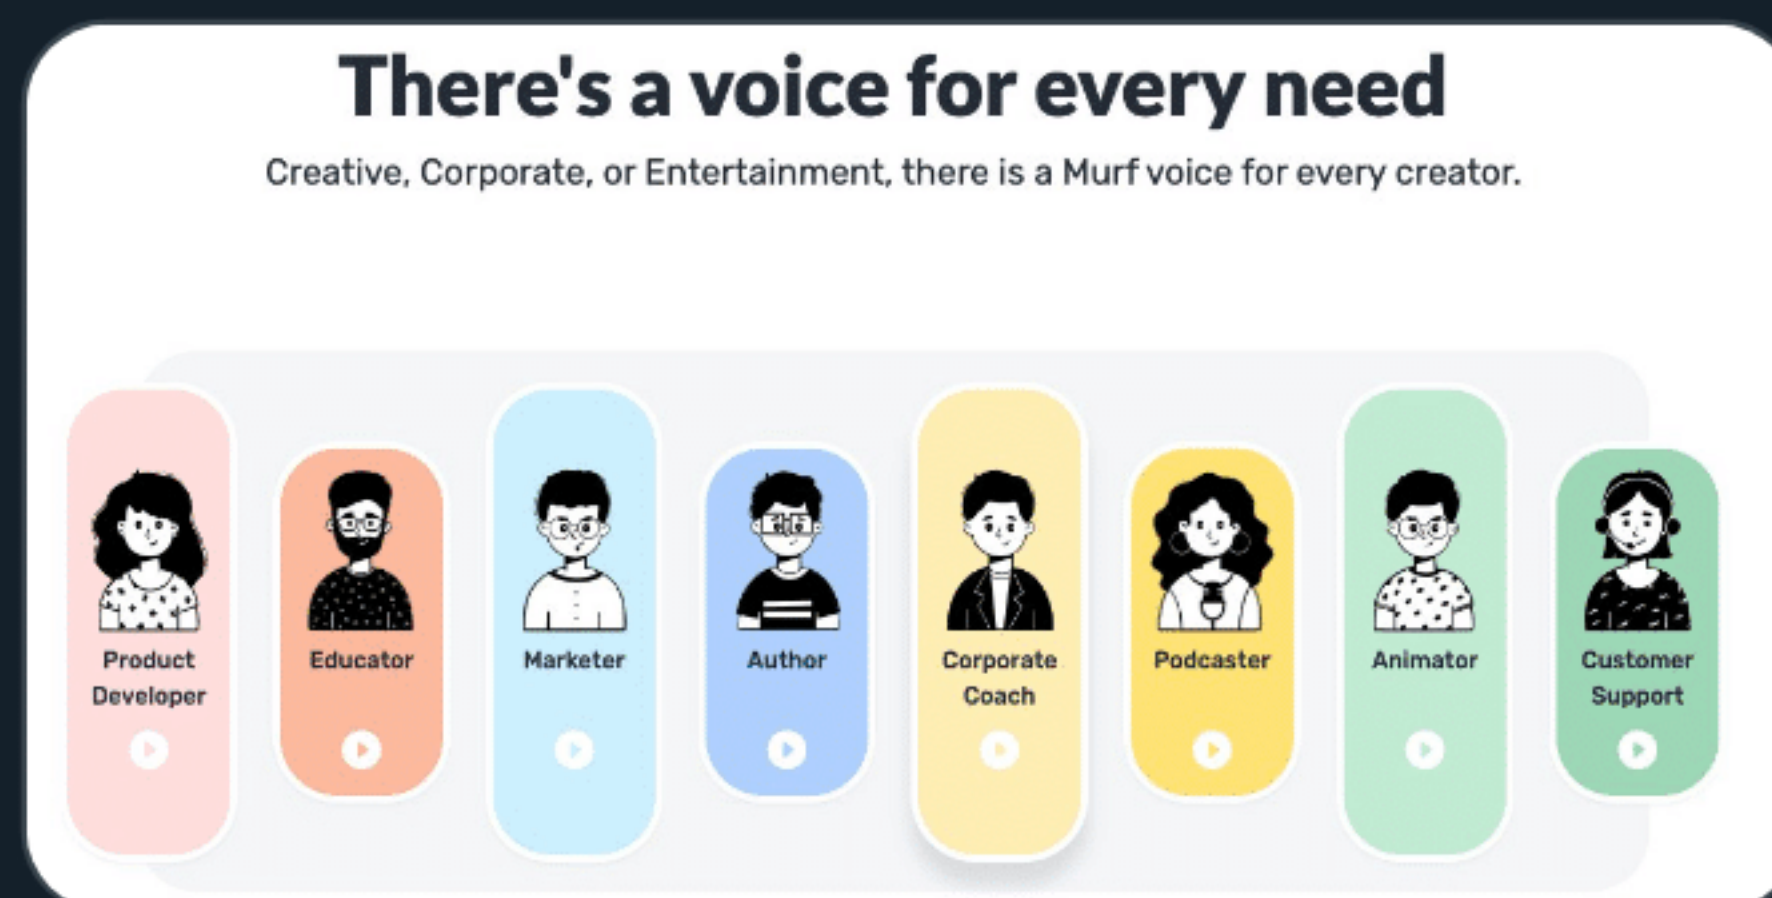 There's a voice for every need
Creative, Corporate, or Entertainment, there is a Murf voice for every creator.
Product
Developer
Educator
Marketer
Author
Corporate
Coach
Podcaster
Animator
Customer
Support